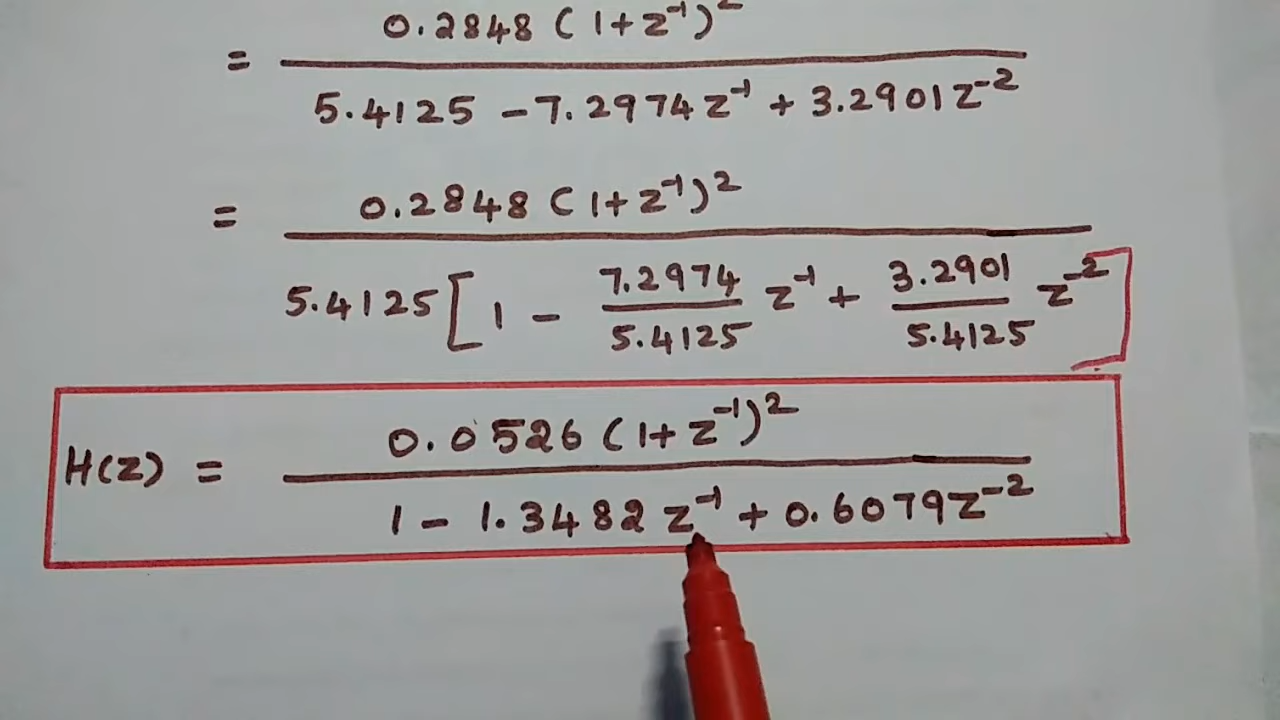 0.2848 (1+z⁻¹)²
=
5.4125 - 7.2974 z⁻¹ + 3.2901 z⁻²
0.2848 (1+z⁻¹)²
=
5.4125 [ 1 - 7.2974/5.4125 z⁻¹ + 3.2901/5.4125 z⁻² ]
0.0526 (1+z⁻¹)²
H(z) =
1 - 1.3482 z⁻¹ + 0.6079 z⁻²